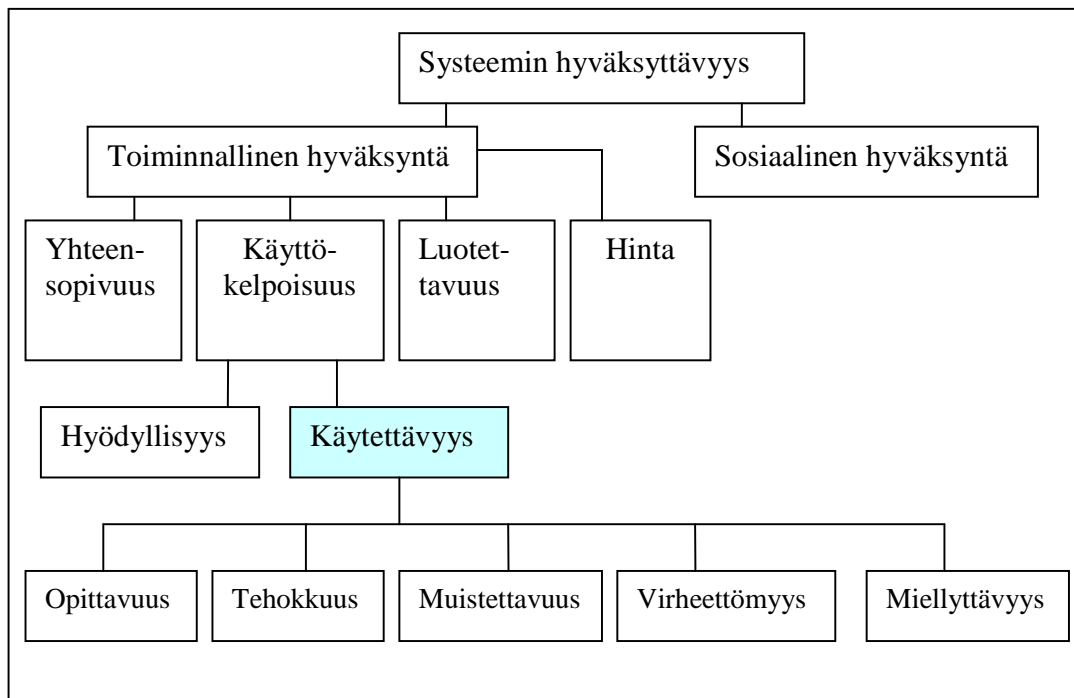 Systeemin hyväksyttävyys
Toiminnallinen hyväksyntä
Sosiaalinen hyväksyntä
Yhteen-
sopivuus
Käyttö-
kelpoisuus
Luotet-
tavuus
Hinta
Hyödyllisyys
Käytettävyys
Opittavuus
Tehokkuus
Muistettavuus
Virheettömyys
Miellyttävyys